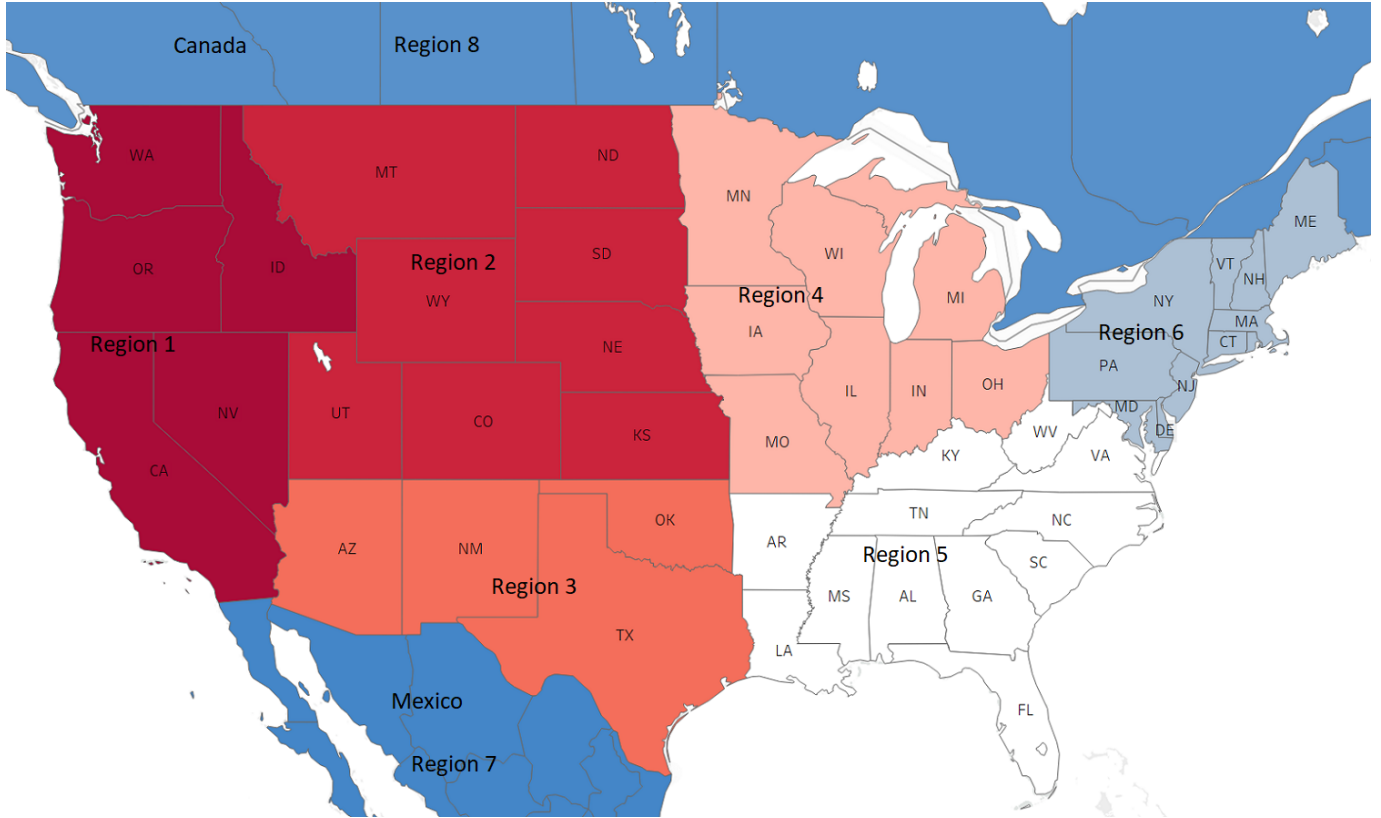 Canada
Region 8
WA
MT
ND
MN
ME
OR
ID
Region 2
SD
WI
VT
NH
WY
Region 4
MI
NY
MA
Region 1
NE
IA
Region 6
CT
PA
NV
UT
CO
KS
IL
IN
OH
NJ
MD
DE
CA
MO
KY
WV
VA
AZ
NM
OK
AR
TN
NC
Region 5
SC
Region 3
MS
AL
GA
TX
LA
Mexico
FL
Region 7